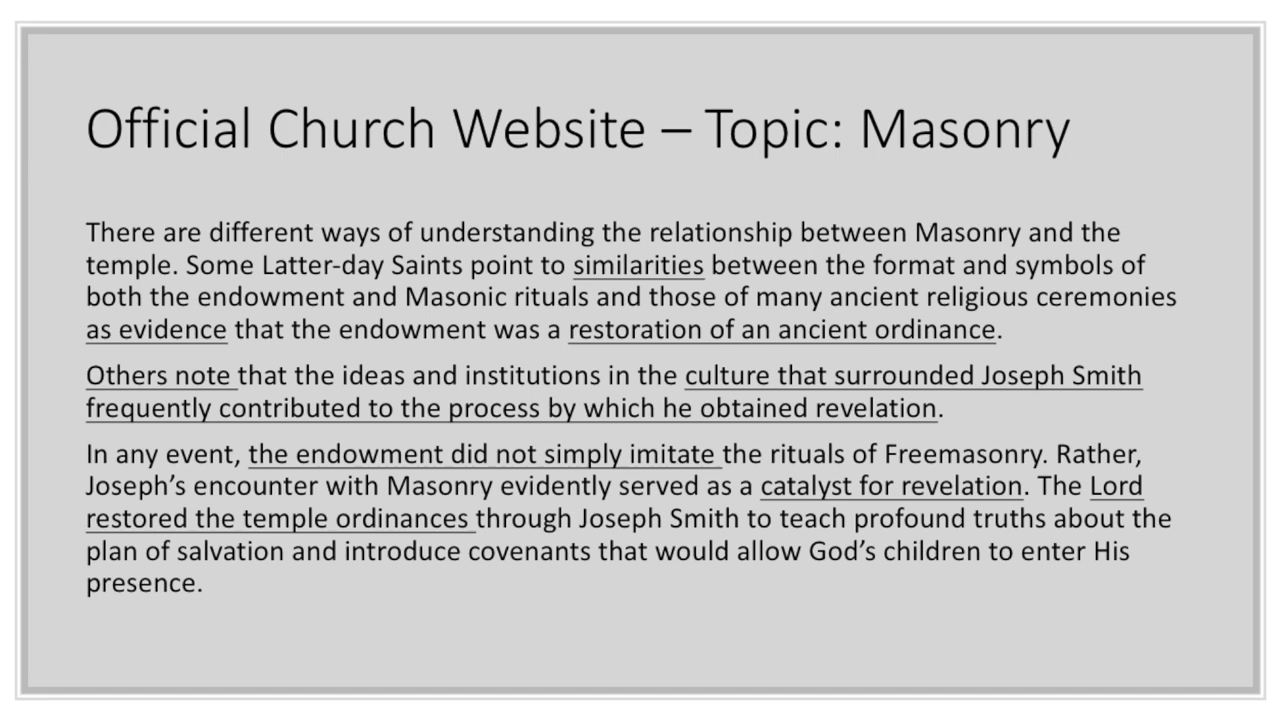 Official Church Website – Topic: Masonry
There are different ways of understanding the relationship between Masonry and the
temple. Some Latter-day Saints point to similarities between the format and symbols of
both the endowment and Masonic rituals and those of many ancient religious ceremonies
as evidence that the endowment was a restoration of an ancient ordinance.
Others note that the ideas and institutions in the culture that surrounded Joseph Smith
frequently contributed to the process by which he obtained revelation.
In any event, the endowment did not simply imitate the rituals of Freemasonry. Rather,
Joseph’s encounter with Masonry evidently served as a catalyst for revelation. The Lord
restored the temple ordinances through Joseph Smith to teach profound truths about the
plan of salvation and introduce covenants that would allow God’s children to enter His
presence.